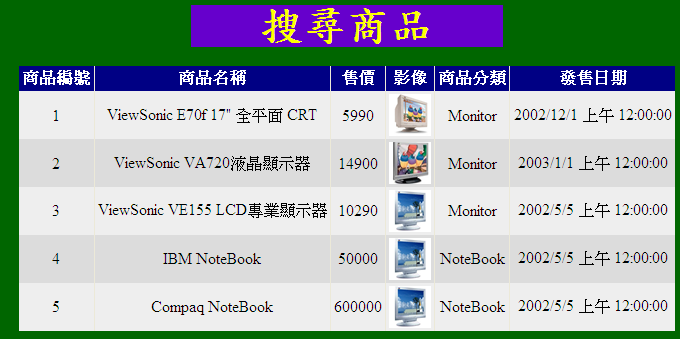 搜尋商品
商品編號 商品名稱 售價 影像 商品分類 發售日期
1 ViewSonic E70f 17" 全平面 CRT 5990 Monitor 2002/12/1 上午 12:00:00
2 ViewSonic VA720液晶顯示器 14900 Monitor 2003/1/1 上午 12:00:00
3 ViewSonic VE155 LCD專業顯示器 10290 Monitor 2002/5/5 上午 12:00:00
4 IBM NoteBook 50000 NoteBook 2002/5/5 上午 12:00:00
5 Compaq NoteBook 600000 NoteBook 2002/5/5 上午 12:00:00